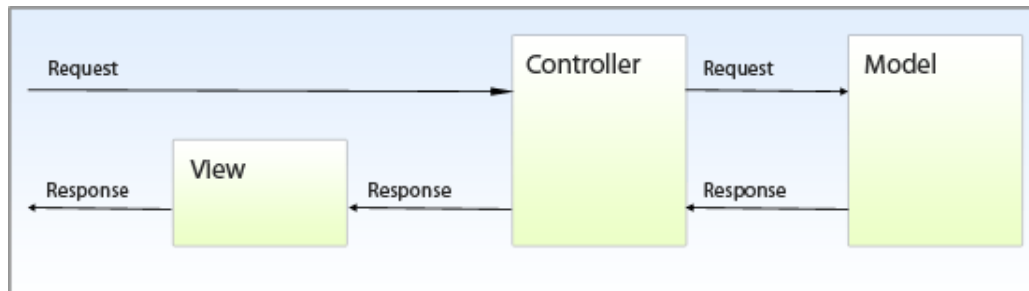 Controller
Model
Request
Request
VIew
Response
Response
Response